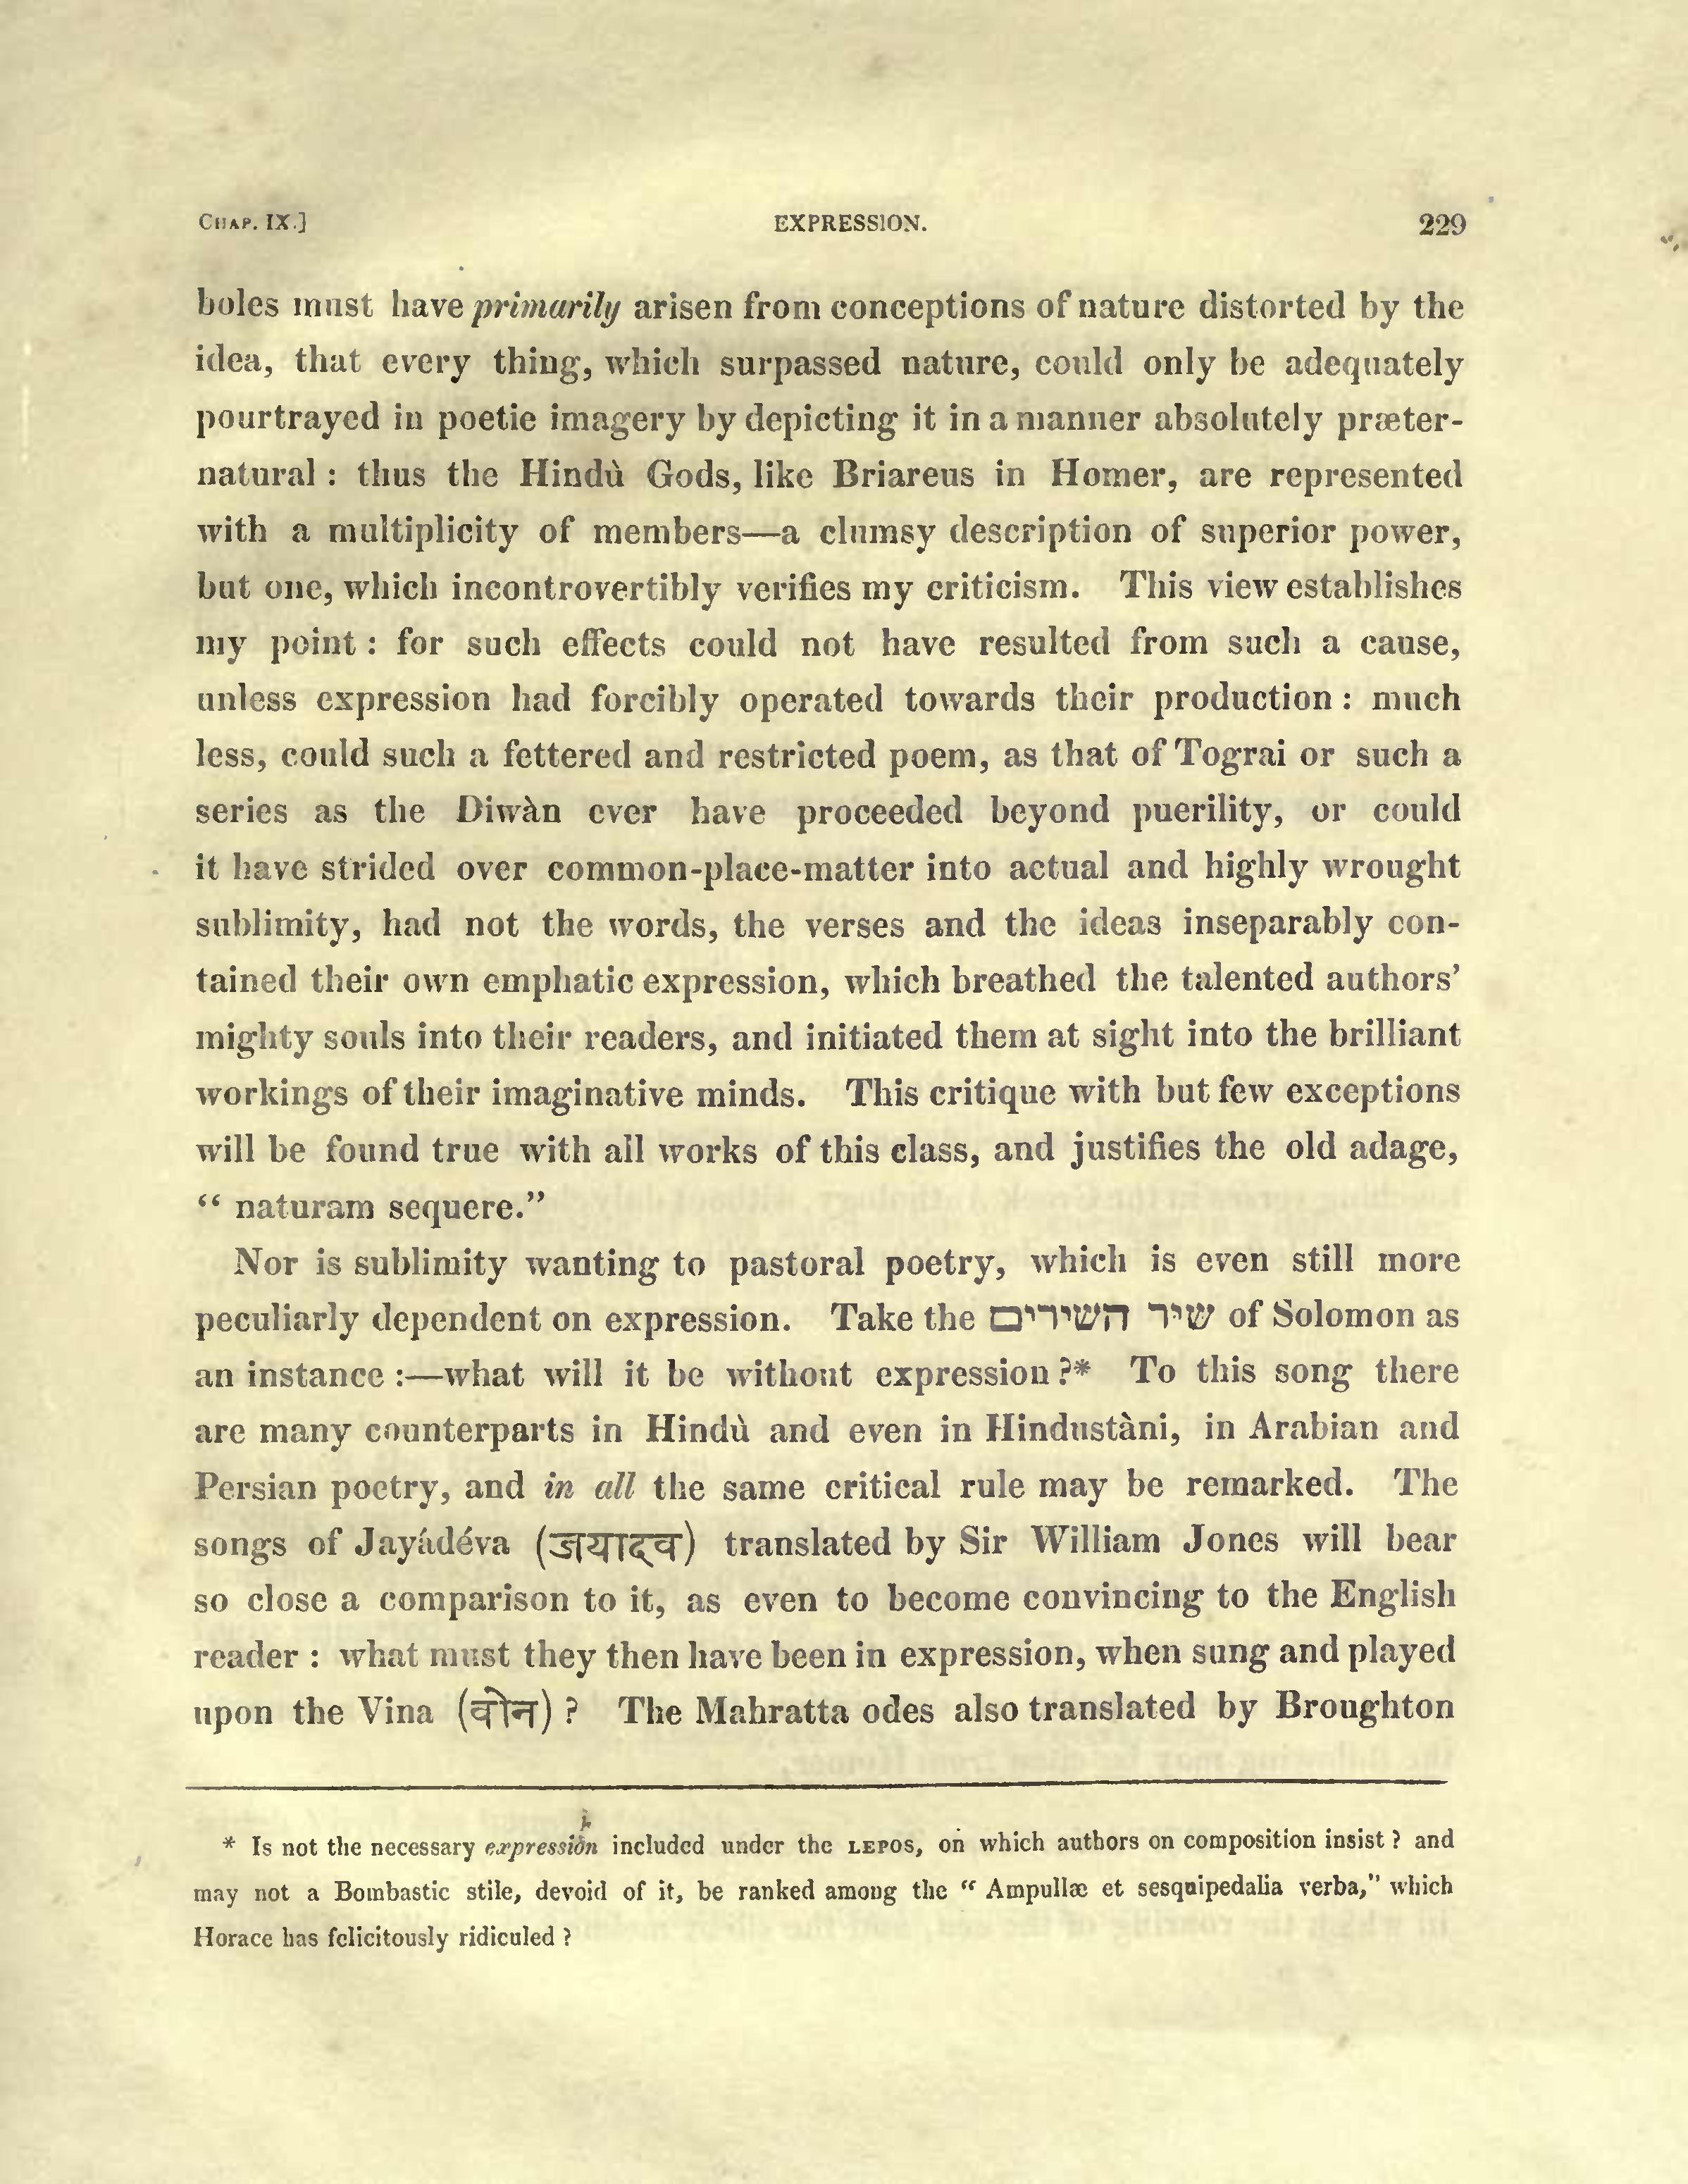 CHAP. IX.] EXPRESSION. 229
boles must have primarily arisen from conceptions of nature distorted by the
idea, that every thing, which surpassed nature, could only be adequately
pourtrayed in poetic imagery by depicting it in a manner absolutely præter-
natural : thus the Hindù Gods, like Briareus in Homer, are represented
with a multiplicity of members—a clumsy description of superior power,
but one, which incontrovertibly verifies my criticism. This view establishes
my point : for such effects could not have resulted from such a cause,
unless expression had forcibly operated towards their production : much
less, could such a fettered and restricted poem, as that of Tograi or such a
series as the Diwàn ever have proceeded beyond puerility, or could
it have strided over common-place-matter into actual and highly wrought
sublimity, had not the words, the verses and the ideas inseparably con-
tained their own emphatic expression, which breathed the talented authors’
mighty souls into their readers, and initiated them at sight into the brilliant
workings of their imaginative minds. This critique with but few exceptions
will be found true with all works of this class, and justifies the old adage,
“ naturam sequere.”
Nor is sublimity wanting to pastoral poetry, which is even still more
peculiarly dependent on expression. Take the שיר השירים of Solomon as
an instance :—what will it be without expression ?* To this song there
are many counterparts in Hindù and even in Hindustàni, in Arabian and
Persian poetry, and in all the same critical rule may be remarked. The
songs of Jayádéva (जयादव) translated by Sir William Jones will bear
so close a comparison to it, as even to become convincing to the English
reader : what must they then have been in expression, when sung and played
upon the Vina (वोन) ? The Mahratta odes also translated by Broughton
* Is not the necessary expression included under the LEPOS, on which authors on composition insist ? and
may not a Bombastic stile, devoid of it, be ranked among the “ Ampullæ et sesquipedalia verba,” which
Horace has felicitously ridiculed ?